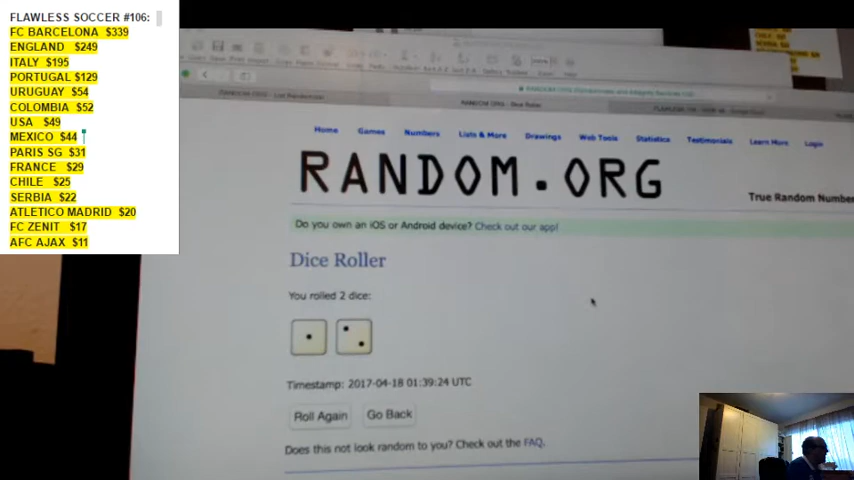 FLAWLESS SOCCER #106:
FC BARCELONA $339
ENGLAND $249
ITALY $195
PORTUGAL $129
URUGUAY $54
COLOMBIA $52
USA $49
MEXICO $44
PARIS SG $31
FRANCE $29
CHILE $25
SERBIA $22
ATLETICO MADRID $20
FC ZENIT $17
AFC AJAX $11
Home Games Numbers Lists & More Drawings Web Tools Statistics Testimonials Learn More Login
RANDOM.ORG
True Random Number
Do you own an iOS or Android device? Check out our app!
Dice Roller
You rolled 2 dice:
Timestamp: 2017-04-18 01:39:24 UTC
Roll Again Go Back
Does this not look random to you? Check out the FAQ.